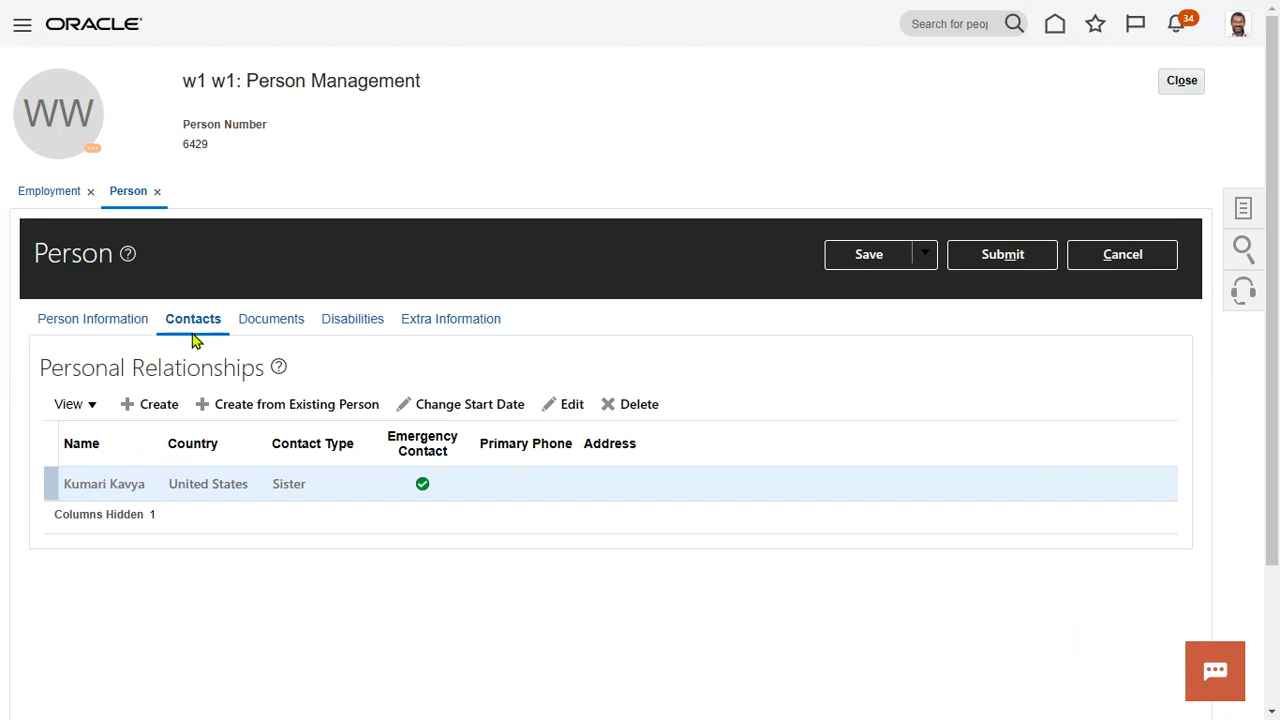 ORACLE
Search for peop
34
WW
w1 w1: Person Management
Close
Person Number
6429
Employment
Person
Person
Save
Submit
Cancel
Person Information
Contacts
Documents
Disabilities
Extra Information
Personal Relationships
View
Create
Create from Existing Person
Change Start Date
Edit
Delete
Name
Country
Contact Type
Emergency
Contact
Primary Phone
Address
Kumari Kavya
United States
Sister
Columns Hidden 1